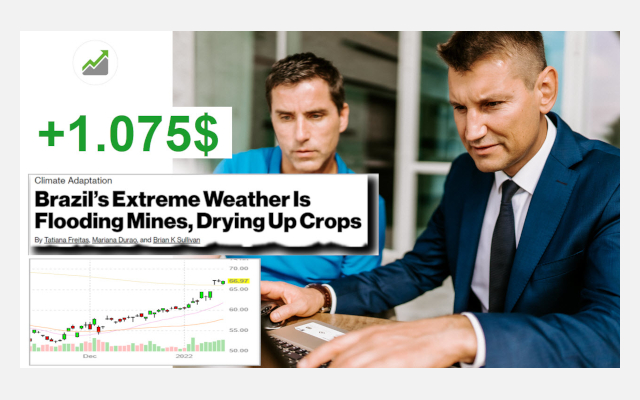 +1.075$
Climate Adaptation
Brazil's Extreme Weather Is
Flooding Mines, Drying Up Crops
By Tatiana Freitas, Mariana Durao, and Brian K Sullivan
70.00
66.97
65.00
60.00
55.00
50.00
Dec 2022